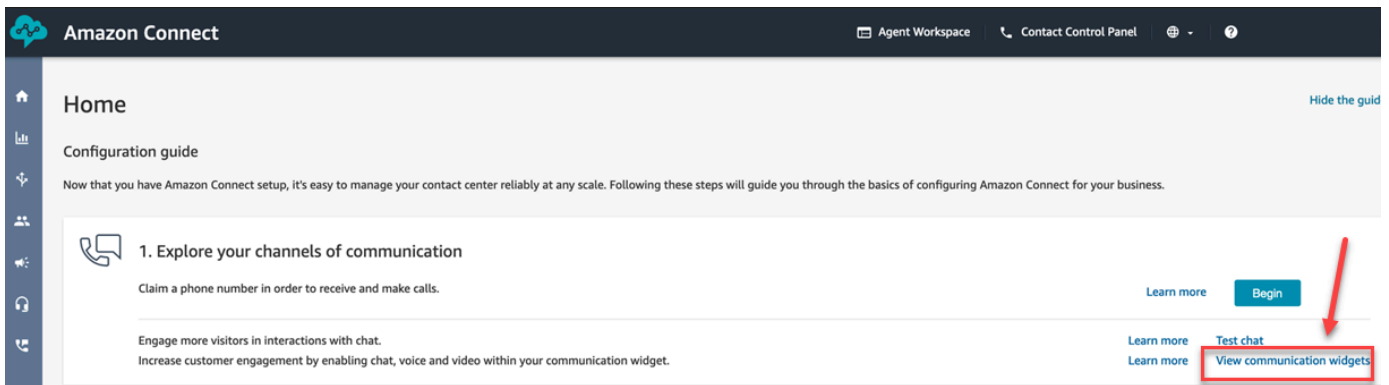 Amazon Connect
Agent Workspace
Contact Control Panel
Home
Hide the guid
Configuration guide
Now that you have Amazon Connect setup, it's easy to manage your contact center reliably at any scale. Following these steps will guide you through the basics of configuring Amazon Connect for your business.
1. Explore your channels of communication
Claim a phone number in order to receive and make calls.
Learn more
Begin
Engage more visitors in interactions with chat.
Learn more
Test chat
Increase customer engagement by enabling chat, voice and video within your communication widget.
Learn more
View communication widgets